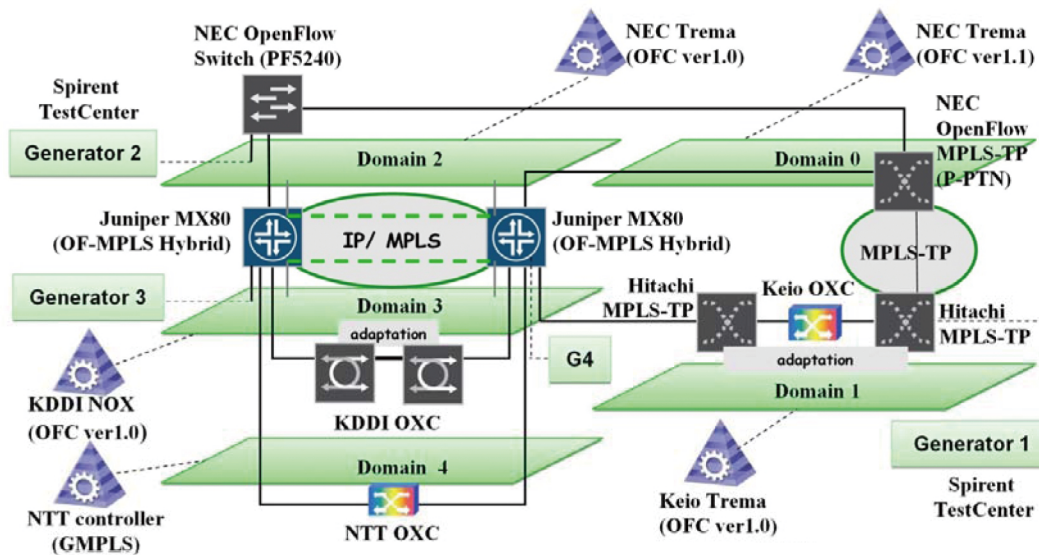 NEC OpenFlow
Switch (PF5240)
NEC Trema
(OFC ver1.0)
NEC Trema
(OFC ver1.1)
Spirent
TestCenter
Generator 2
Domain 2
Domain 0
NEC
OpenFlow
MPLS-TP
(P-PTN)
Juniper MX80
(OF-MPLS Hybrid)
IP/ MPLS
Juniper MX80
(OF-MPLS Hybrid)
MPLS-TP
Generator 3
Domain 3
adaptation
Hitachi
MPLS-TP
Keio OXC
Hitachi
MPLS-TP
adaptation
G4
KDDI NOX
(OFC ver1.0)
KDDI OXC
Domain 1
Generator 1
Domain 4
NTT controller
(GMPLS)
NTT OXC
Keio Trema
(OFC ver1.0)
Spirent
TestCenter